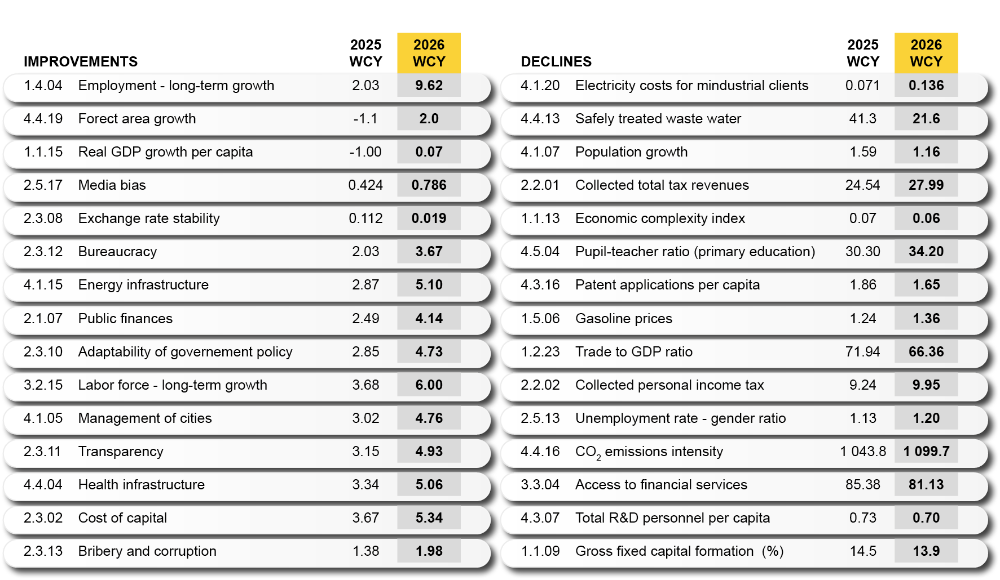 IMPROVEMENTS 2025 WCY 2026 WCY
1.4.04 Employment - long-term growth 2.03 9.62
4.4.19 Forect area growth -1.1 2.0
1.1.15 Real GDP growth per capita -1.00 0.07
2.5.17 Media bias 0.424 0.786
2.3.08 Exchange rate stability 0.112 0.019
2.3.12 Bureaucracy 2.03 3.67
4.1.15 Energy infrastructure 2.87 5.10
2.1.07 Public finances 2.49 4.14
2.3.10 Adaptability of governement policy 2.85 4.73
3.2.15 Labor force - long-term growth 3.68 6.00
4.1.05 Management of cities 3.02 4.76
2.3.11 Transparency 3.15 4.93
4.4.04 Health infrastructure 3.34 5.06
2.3.02 Cost of capital 3.67 5.34
2.3.13 Bribery and corruption 1.38 1.98
DECLINES 2025 WCY 2026 WCY
4.1.20 Electricity costs for mindustrial clients 0.071 0.136
4.4.13 Safely treated waste water 41.3 21.6
4.1.07 Population growth 1.59 1.16
2.2.01 Collected total tax revenues 24.54 27.99
1.1.13 Economic complexity index 0.07 0.06
4.5.04 Pupil-teacher ratio (primary education) 30.30 34.20
4.3.16 Patent applications per capita 1.86 1.65
1.5.06 Gasoline prices 1.24 1.36
1.2.23 Trade to GDP ratio 71.94 66.36
2.2.02 Collected personal income tax 9.24 9.95
2.5.13 Unemployment rate - gender ratio 1.13 1.20
4.4.16 CO₂ emissions intensity 1 043.8 1 099.7
3.3.04 Access to financial services 85.38 81.13
4.3.07 Total R&D personnel per capita 0.73 0.70
1.1.09 Gross fixed capital formation (%) 14.5 13.9